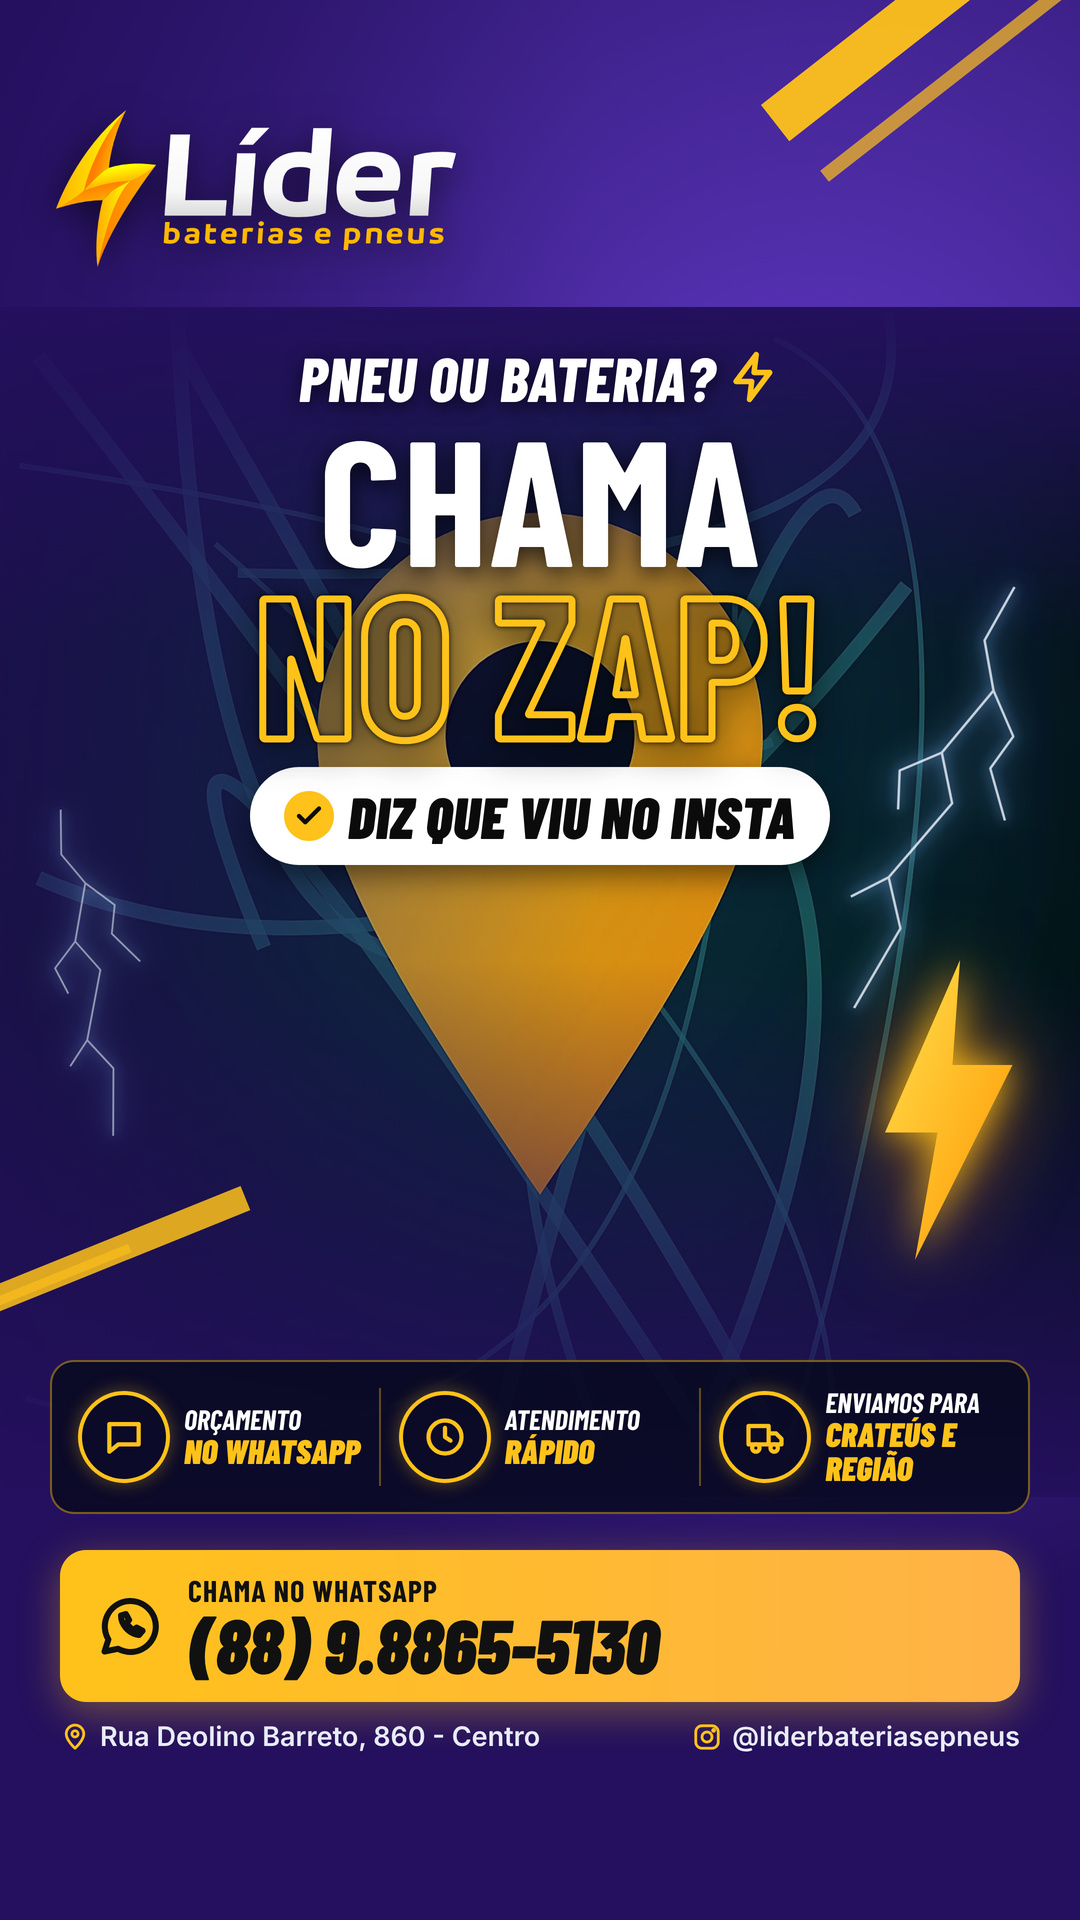 Líder
baterias e pneus
PNEU OU BATERIA?
CHAMA
NO ZAP!
DIZ QUE VIU NO INSTA
ORÇAMENTO
NO WHATSAPP
ATENDIMENTO
RÁPIDO
ENVIAMOS PARA
CRATEÚS E
REGIÃO
CHAMA NO WHATSAPP
(88) 9.8865-5130
Rua Deolino Barreto, 860 - Centro
@liderbateriasepneus